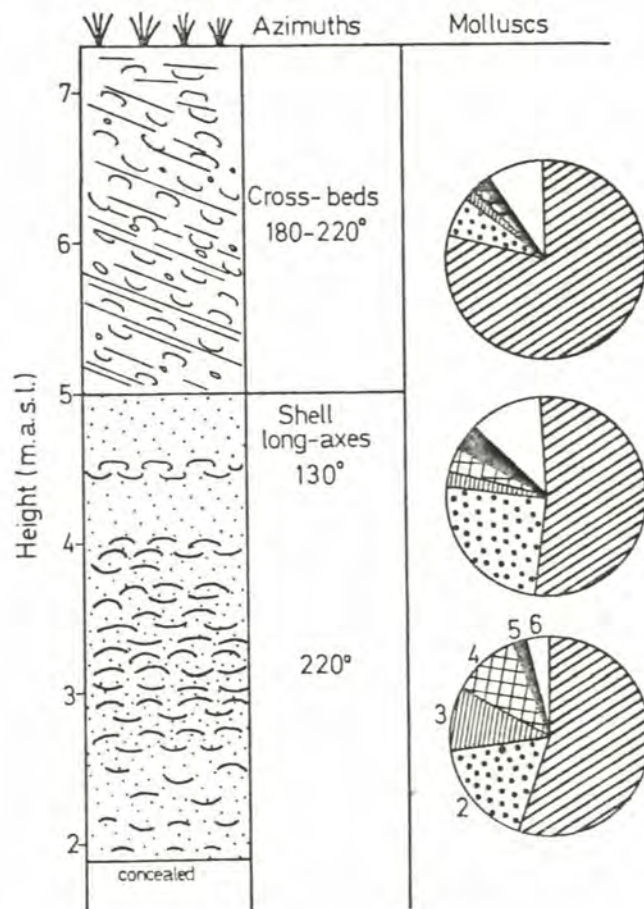 Azimuths
Molluscs
Height (m.a.s.l.)
7
6
5
4
3
2
Cross-beds
180-220°
Shell
long-axes
130°
220°
concealed
5 6
4
3
2